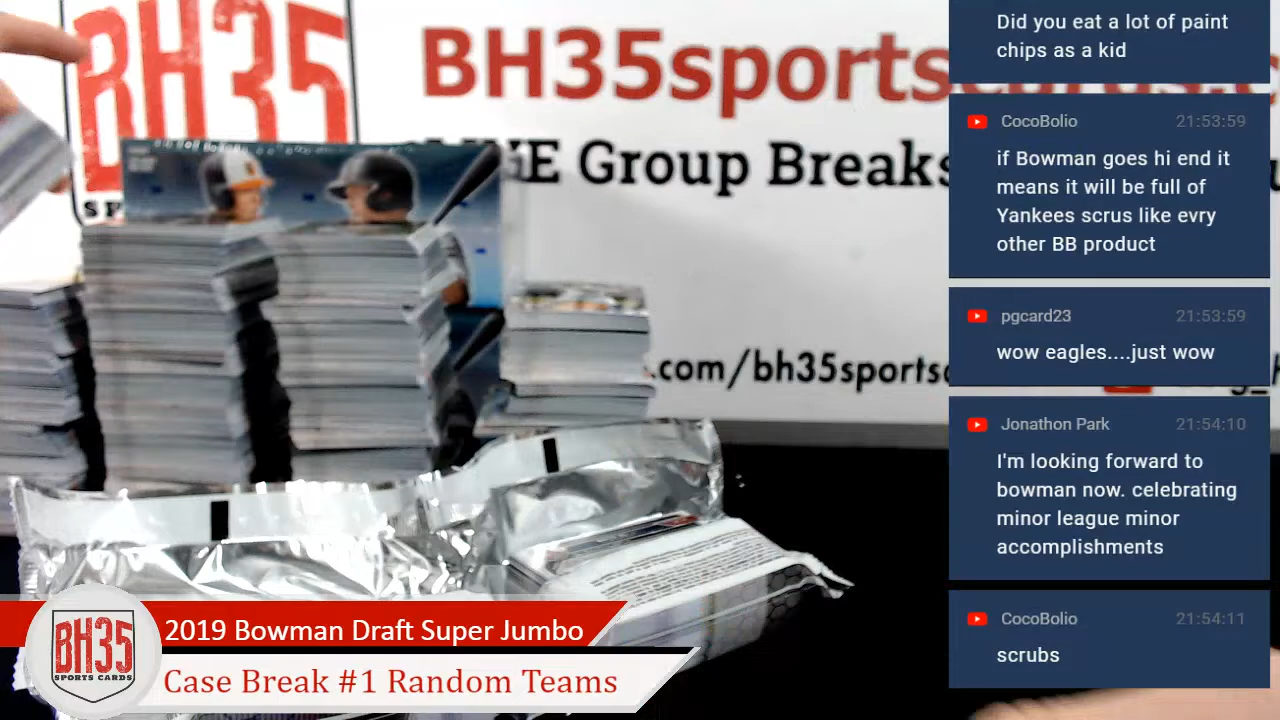 BH35
BH35sports
LINE Group Breaks
.com/bh35sports
Did you eat a lot of paint
chips as a kid
CocoBolio 21:53:59
if Bowman goes hi end it
means it will be full of
Yankees scrus like evry
other BB product
pgcard23 21:53:59
wow eagles....just wow
Jonathon Park 21:54:10
I'm looking forward to
bowman now. celebrating
minor league minor
accomplishments
CocoBolio 21:54:11
scrubs
BH35
SPORTS CARDS
2019 Bowman Draft Super Jumbo
Case Break #1 Random Teams